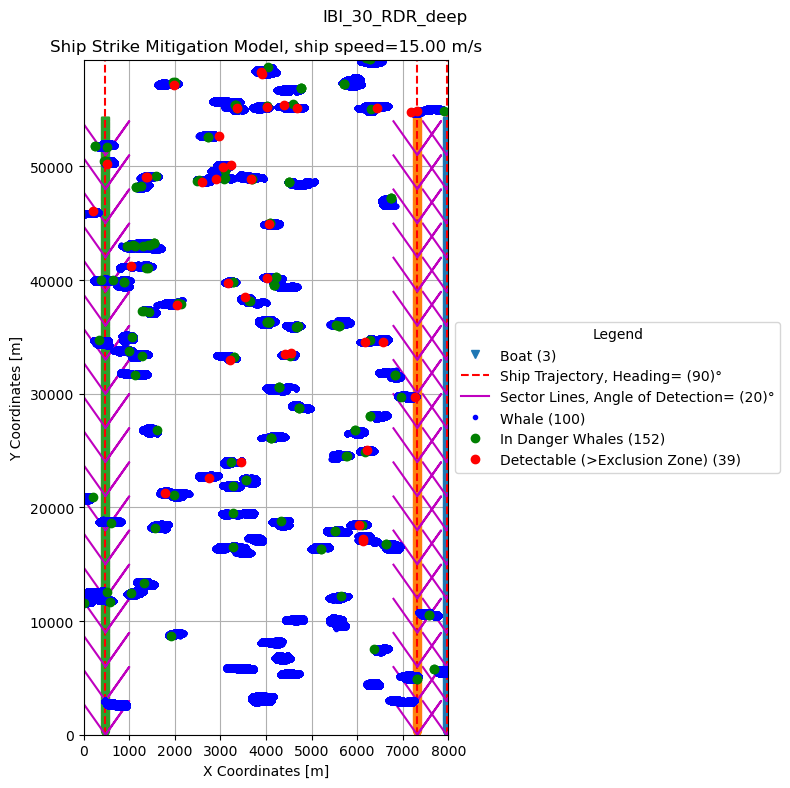 IBI_30_RDR_deep
Ship Strike Mitigation Model, ship speed=15.00 m/s
Y Coordinates [m]
50000
40000
30000
20000
10000
0
0 1000 2000 3000 4000 5000 6000 7000 8000
X Coordinates [m]
Legend
Boat (3)
Ship Trajectory, Heading= (90)°
Sector Lines, Angle of Detection= (20)°
Whale (100)
In Danger Whales (152)
Detectable (>Exclusion Zone) (39)